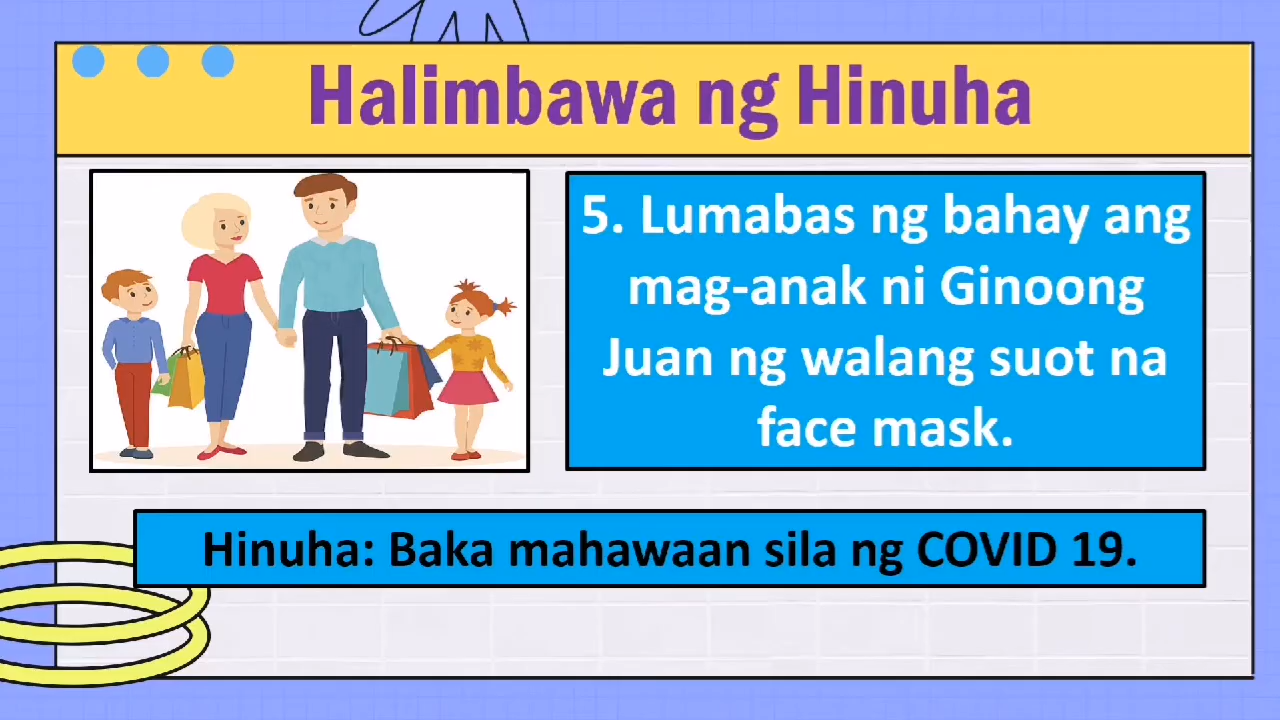 Halimbawa ng Hinuha
5. Lumabas ng bahay ang
mag-anak ni Ginoong
Juan ng walang suot na
face mask.
Hinuha: Baka mahawaan sila ng COVID 19.